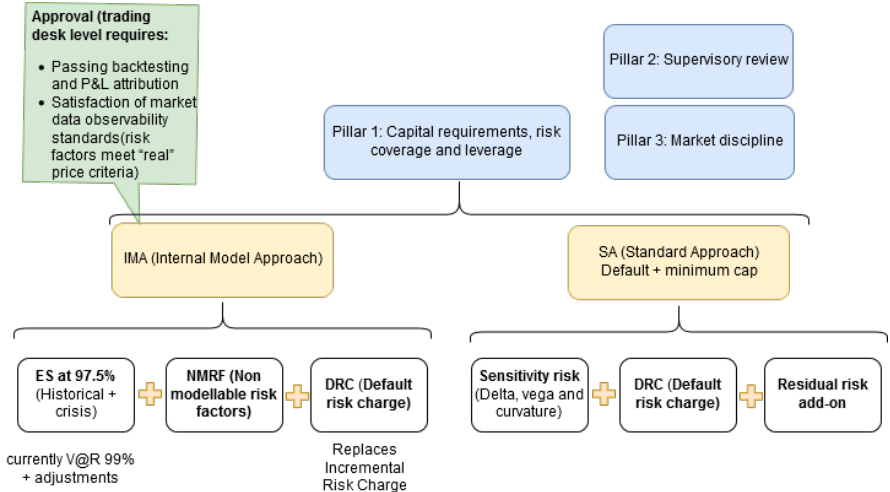 Approval (trading
desk level requires:
• Passing backtesting
and P&L attribution
• Satisfaction of market
data observability
standards(risk
factors meet “real”
price criteria)
Pillar 2: Supervisory review
Pillar 1: Capital requirements, risk
coverage and leverage
Pillar 3: Market discipline
IMA (Internal Model Approach)
SA (Standard Approach)
Default + minimum cap
ES at 97.5%
(Historical +
crisis)
NMRF (Non
modellable risk
factors)
DRC (Default
risk charge)
Sensitivity risk
(Delta, vega and
curvature)
DRC (Default
risk charge)
Residual risk
add-on
currently V@R 99%
+ adjustments
Replaces
Incremental
Risk Charge